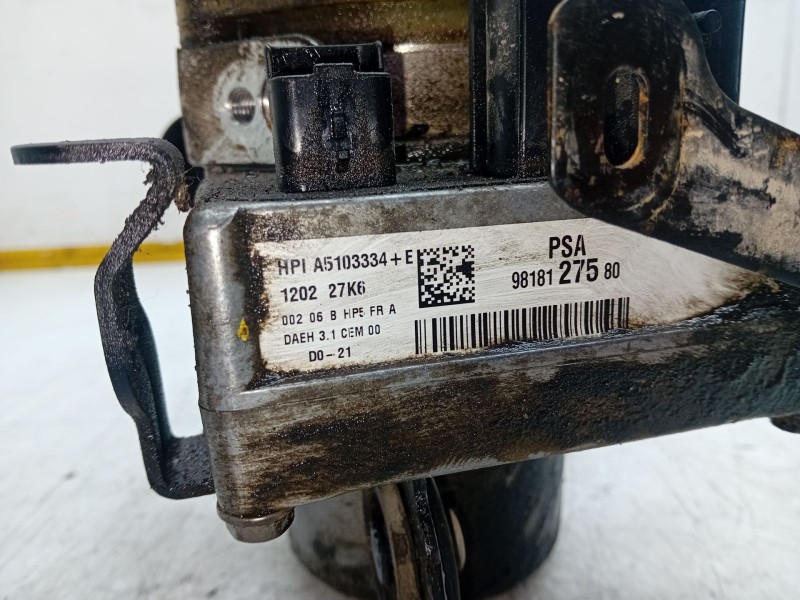 HPI A5103334+E
1202 27K6
002 06 B HP5 FR A
DAEH 3.1 CEM 00
D0-21
PSA
98181 275 80